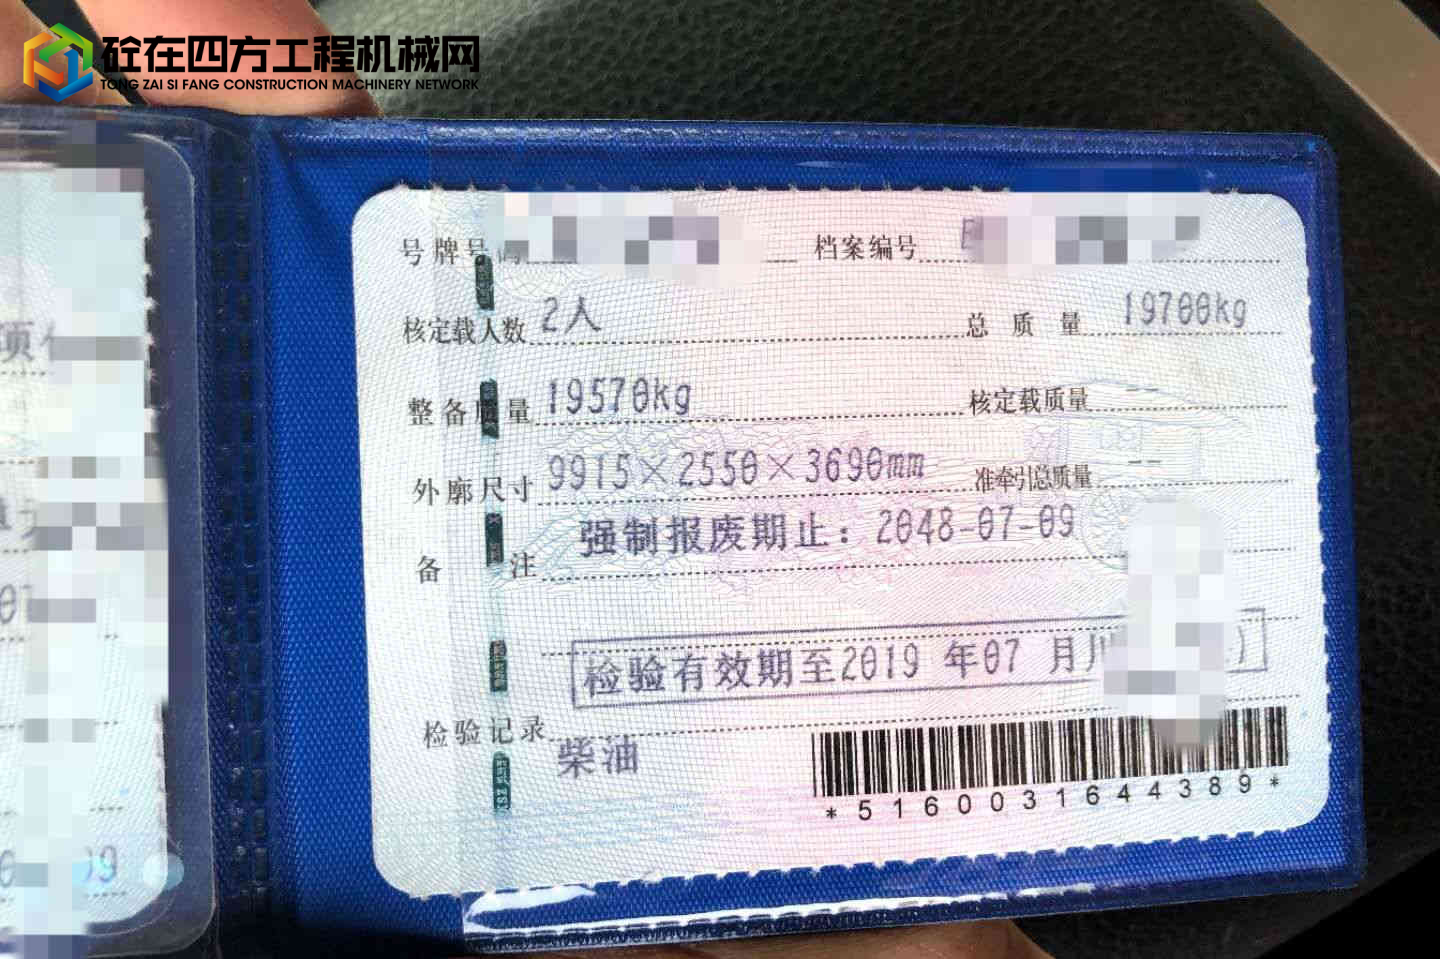 砼在四方工程机械网
TONG ZAI SI FANG CONSTRUCTION MACHINERY NETWORK
号牌号 档案编号
核定载人数 2人 总质量 19700kg
整备质量 19570kg 核定载质量 --
外廓尺寸 9915×2550×3690mm 准牵引总质量 --
备注 强制报废期止：2048-07-09
检验有效期至2019 年07 月
检验记录
柴油
*5160031644389*
项